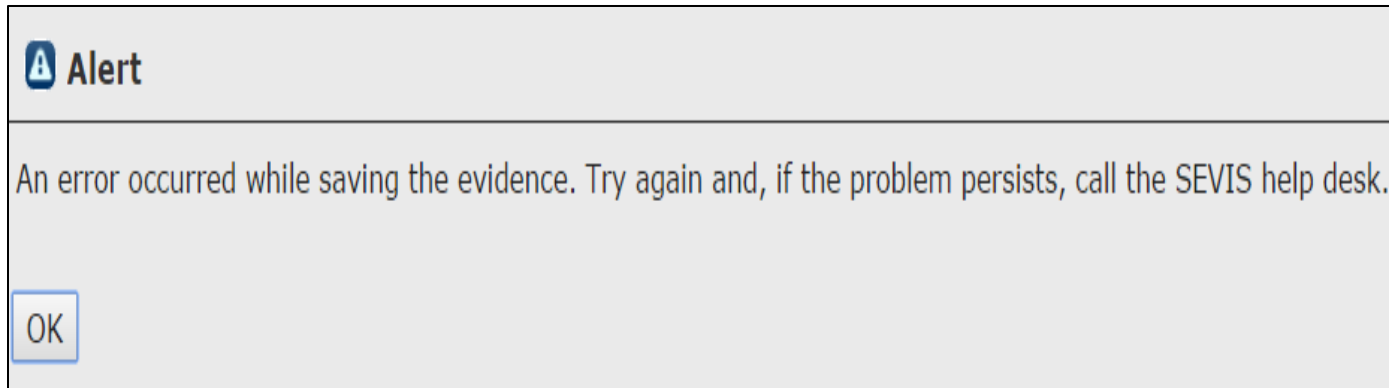 Alert
An error occurred while saving the evidence. Try again and, if the problem persists, call the SEVIS help desk.
OK